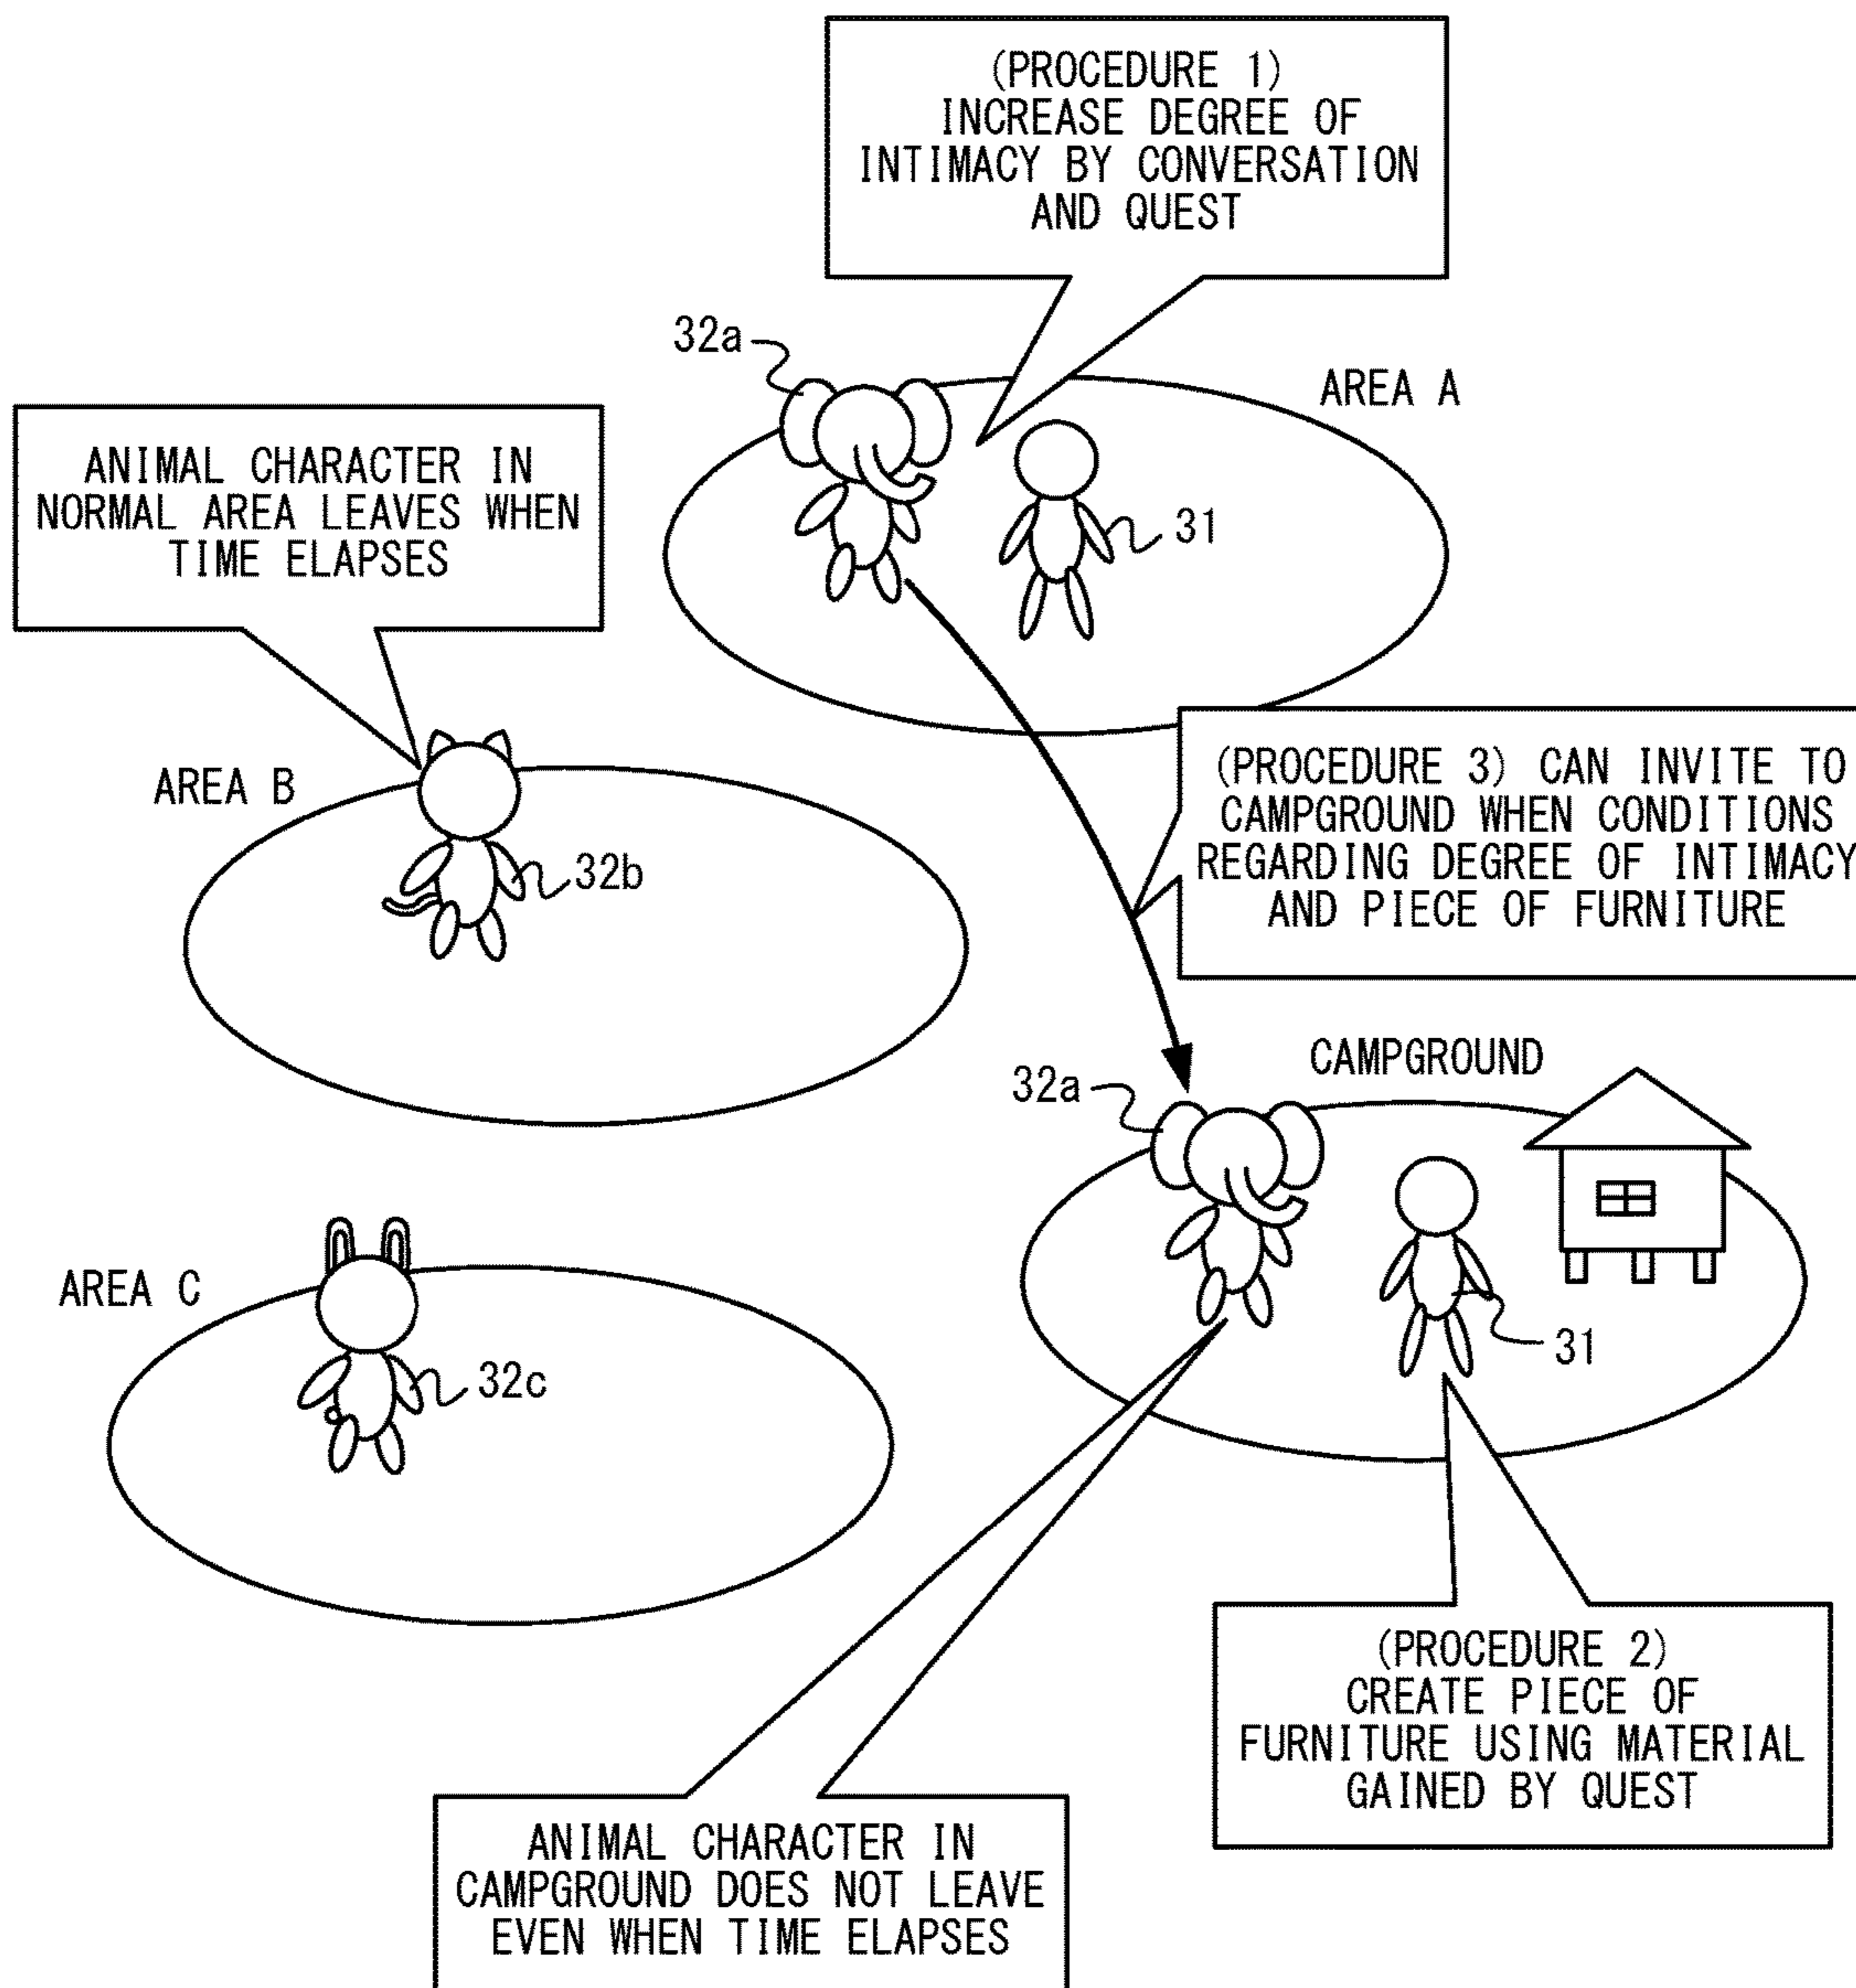 (PROCEDURE 1)
INCREASE DEGREE OF
INTIMACY BY CONVERSATION
AND QUEST
32a
AREA A
31
ANIMAL CHARACTER IN
NORMAL AREA LEAVES WHEN
TIME ELAPSES
AREA B
32b
(PROCEDURE 3) CAN INVITE TO
CAMPGROUND WHEN CONDITIONS
REGARDING DEGREE OF INTIMACY
AND PIECE OF FURNITURE
CAMPGROUND
32a
31
AREA C
32c
(PROCEDURE 2)
CREATE PIECE OF
FURNITURE USING MATERIAL
GAINED BY QUEST
ANIMAL CHARACTER IN
CAMPGROUND DOES NOT LEAVE
EVEN WHEN TIME ELAPSES